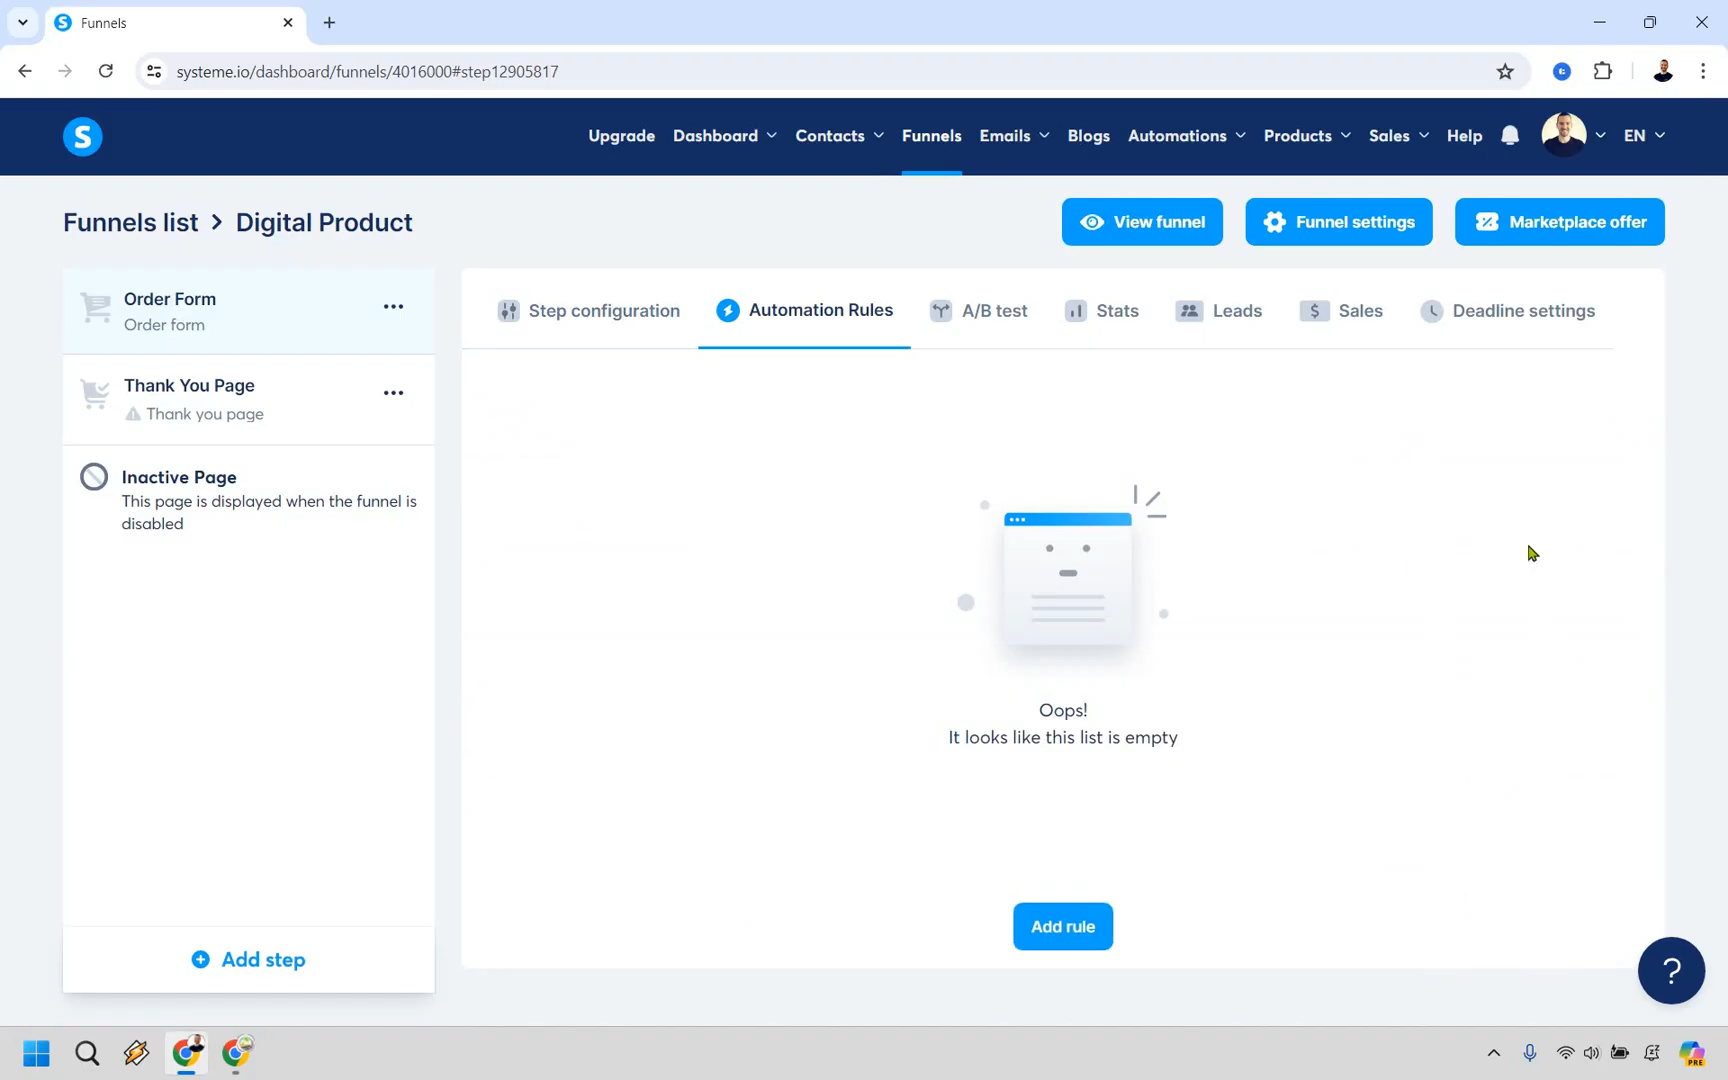 Funnels
systeme.io/dashboard/funnels/4016000#step12905817
S
Upgrade Dashboard Contacts Funnels Emails Blogs Automations Products Sales Help EN
Funnels list > Digital Product
View funnel
Funnel settings
Marketplace offer
Order Form
Order form
Thank You Page
Thank you page
Inactive Page
This page is displayed when the funnel is
disabled
Add step
Step configuration Automation Rules A/B test Stats Leads $ Sales Deadline settings
Oops!
It looks like this list is empty
Add rule
?
PRE